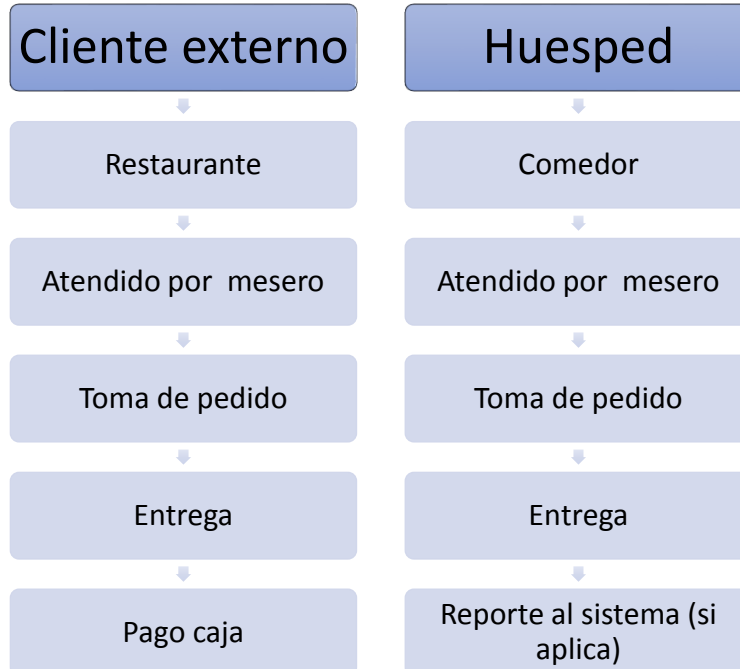 Cliente externo
Restaurante
Atendido por  mesero
Toma de pedido
Entrega
Pago caja
Huesped
Comedor
Atendido por  mesero
Toma de pedido
Entrega
Reporte al sistema (si
aplica)